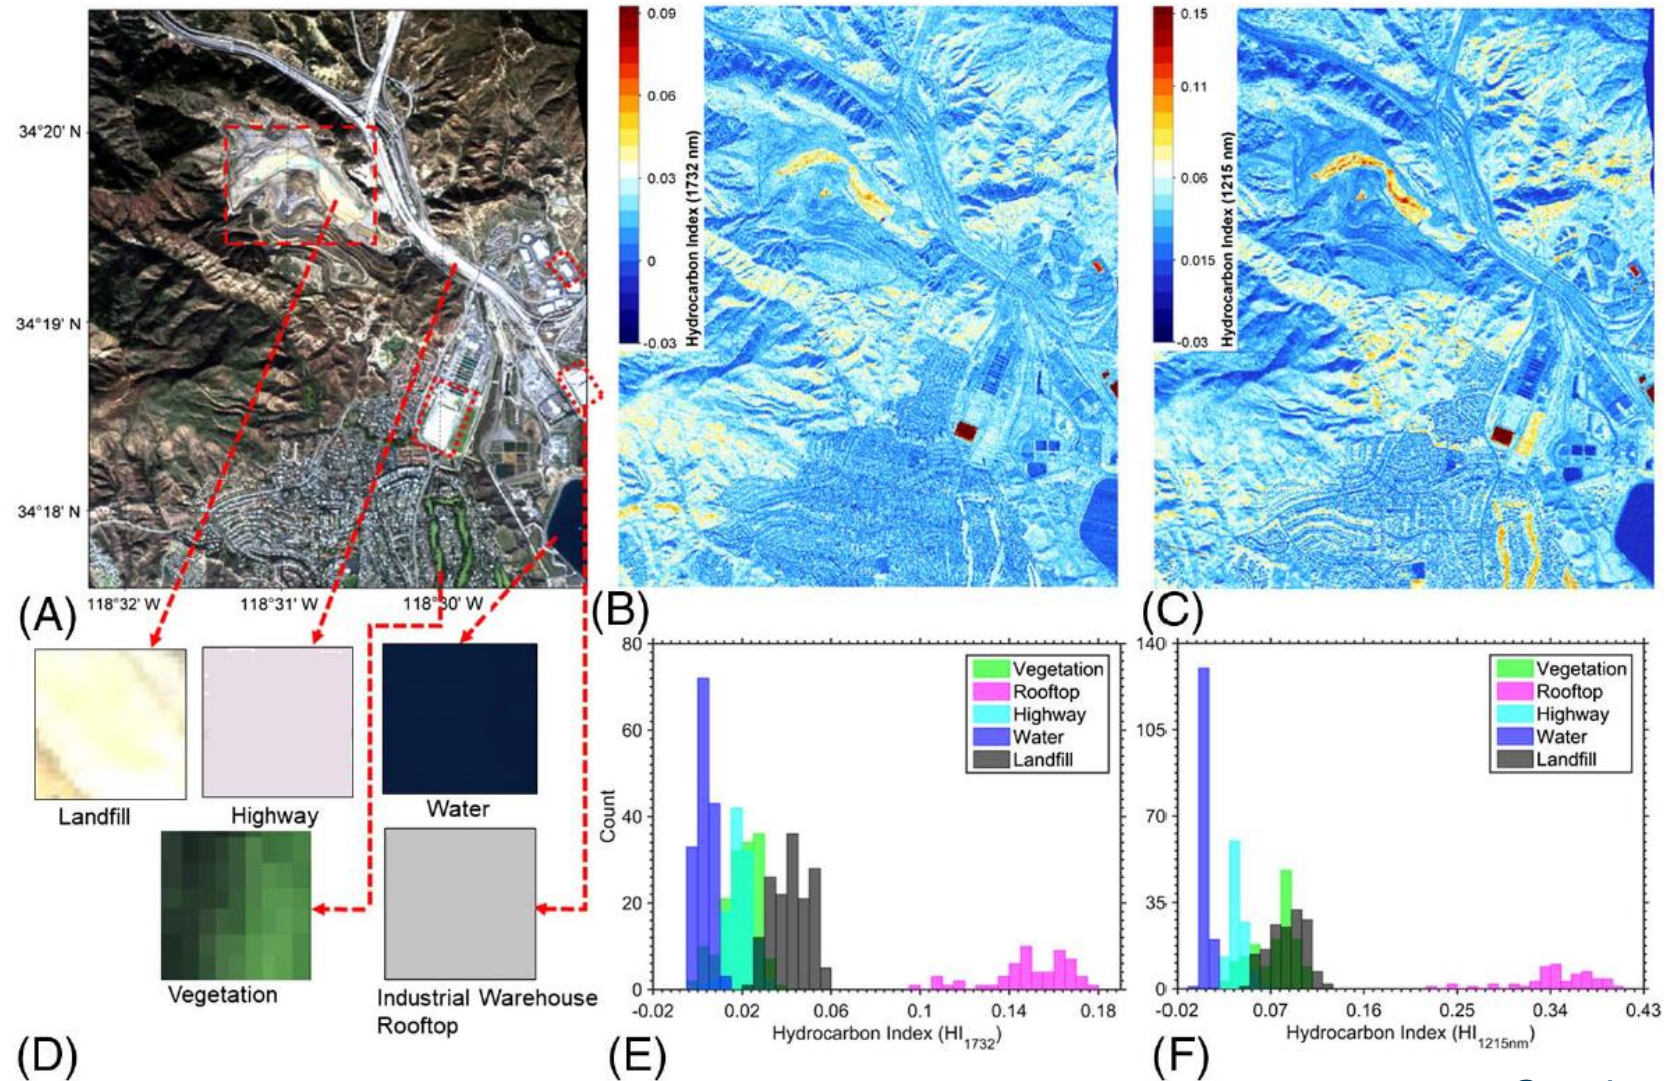 34°20' N
34°19' N
34°18' N
118°32' W
118°31' W
118°30' W
(A)
0.09
0.06
0.03
0
-0.03
Hydrocarbon Index (1732 nm)
(B)
0.15
0.11
0.06
0.015
-0.03
Hydrocarbon Index (1215 nm)
(C)
Landfill
Highway
Water
Vegetation
Industrial Warehouse
Rooftop
(D)
80
60
40
20
0
Count
Vegetation
Rooftop
Highway
Water
Landfill
-0.02
0.02
0.06
0.1
0.14
0.18
Hydrocarbon Index (HI1732)
(E)
140
105
70
35
0
Vegetation
Rooftop
Highway
Water
Landfill
-0.02
0.07
0.16
0.25
0.34
0.43
Hydrocarbon Index (HI1215nm)
(F)